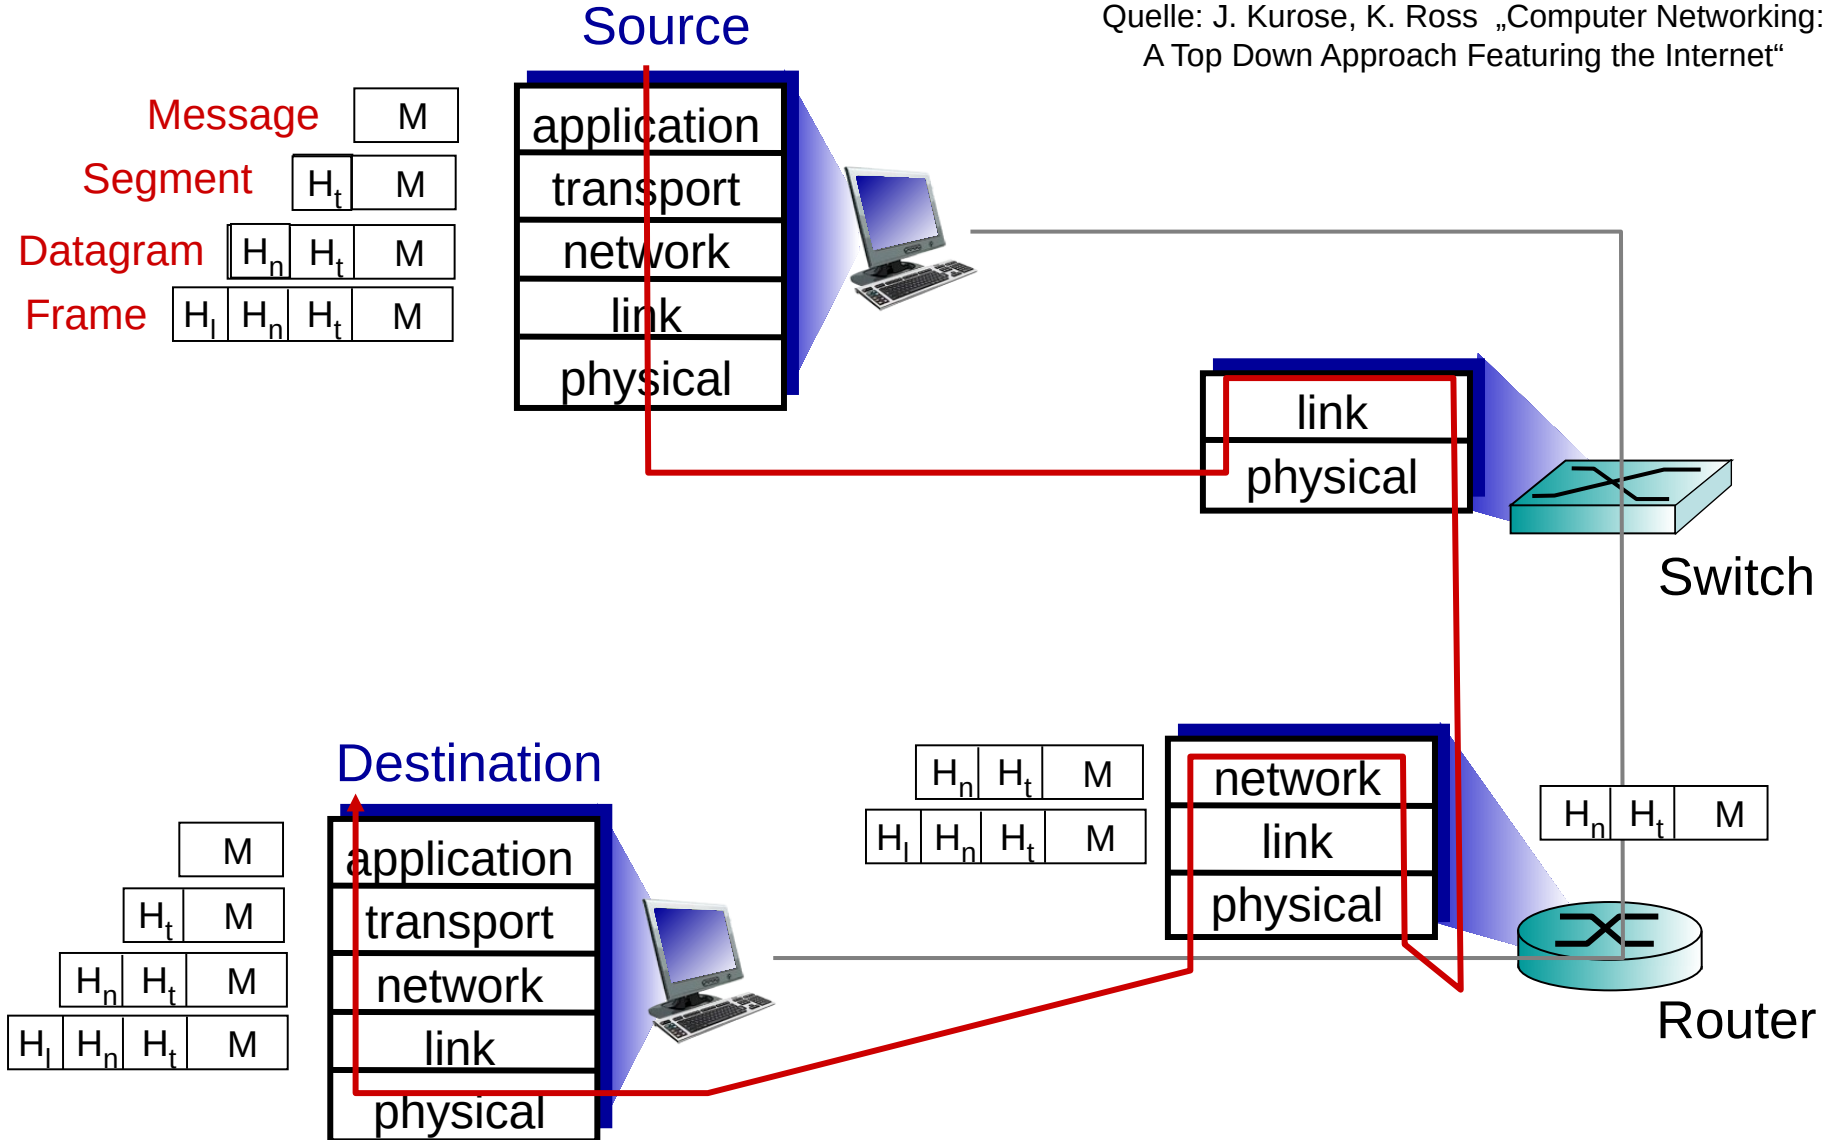 Source
Quelle: J. Kurose, K. Ross „Computer Networking:
A Top Down Approach Featuring the Internet“
Message M
Segment Ht M
Datagram Hn Ht M
Frame Hl Hn Ht M
application
transport
network
link
physical
link
physical
Switch
Destination
M
Ht M
Hn Ht M
Hl Hn Ht M
application
transport
network
link
physical
Hn Ht M
Hl Hn Ht M
network
link
physical
Hn Ht M
Router